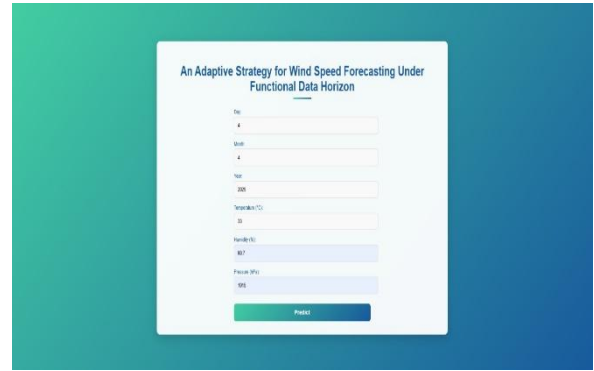 An Adaptive Strategy for Wind Speed Forecasting Under
Functional Data Horizon
Day
4
Month
4
Year
2025
Temperature (°C)
33
Humidity (%)
Pressure (hPa)
Predict